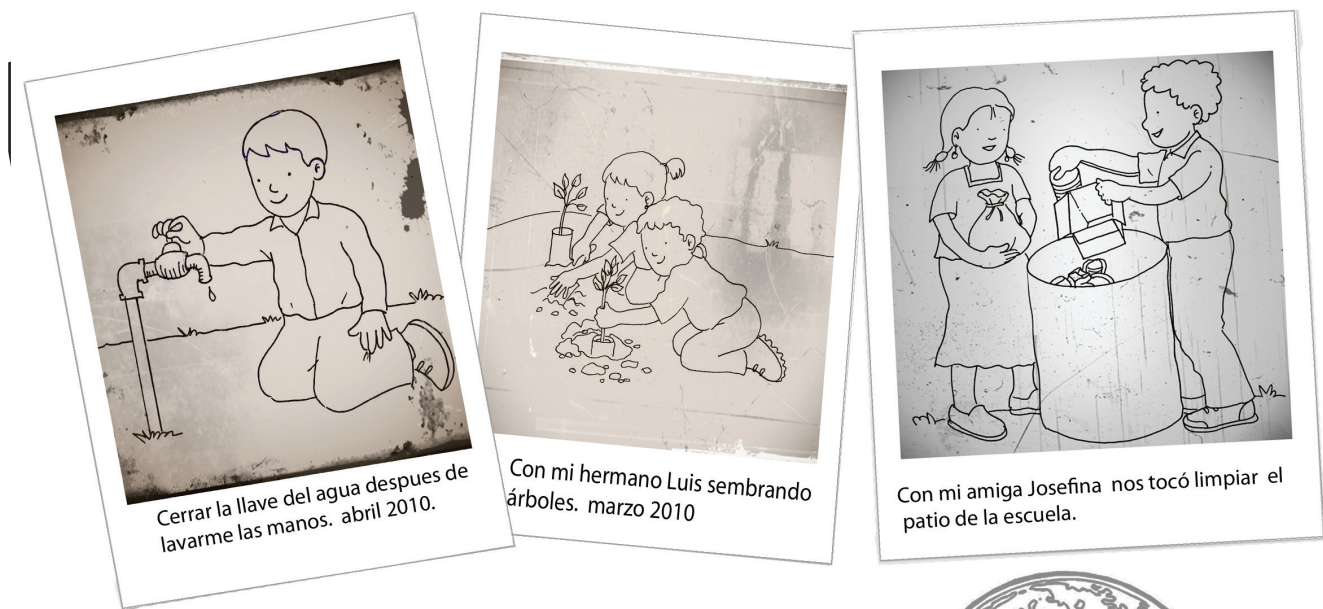 Cerrar la llave del agua despues de
lavarme las manos. abril 2010.
Con mi hermano Luis sembrando
árboles. marzo 2010
Con mi amiga Josefina nos tocó limpiar el
patio de la escuela.